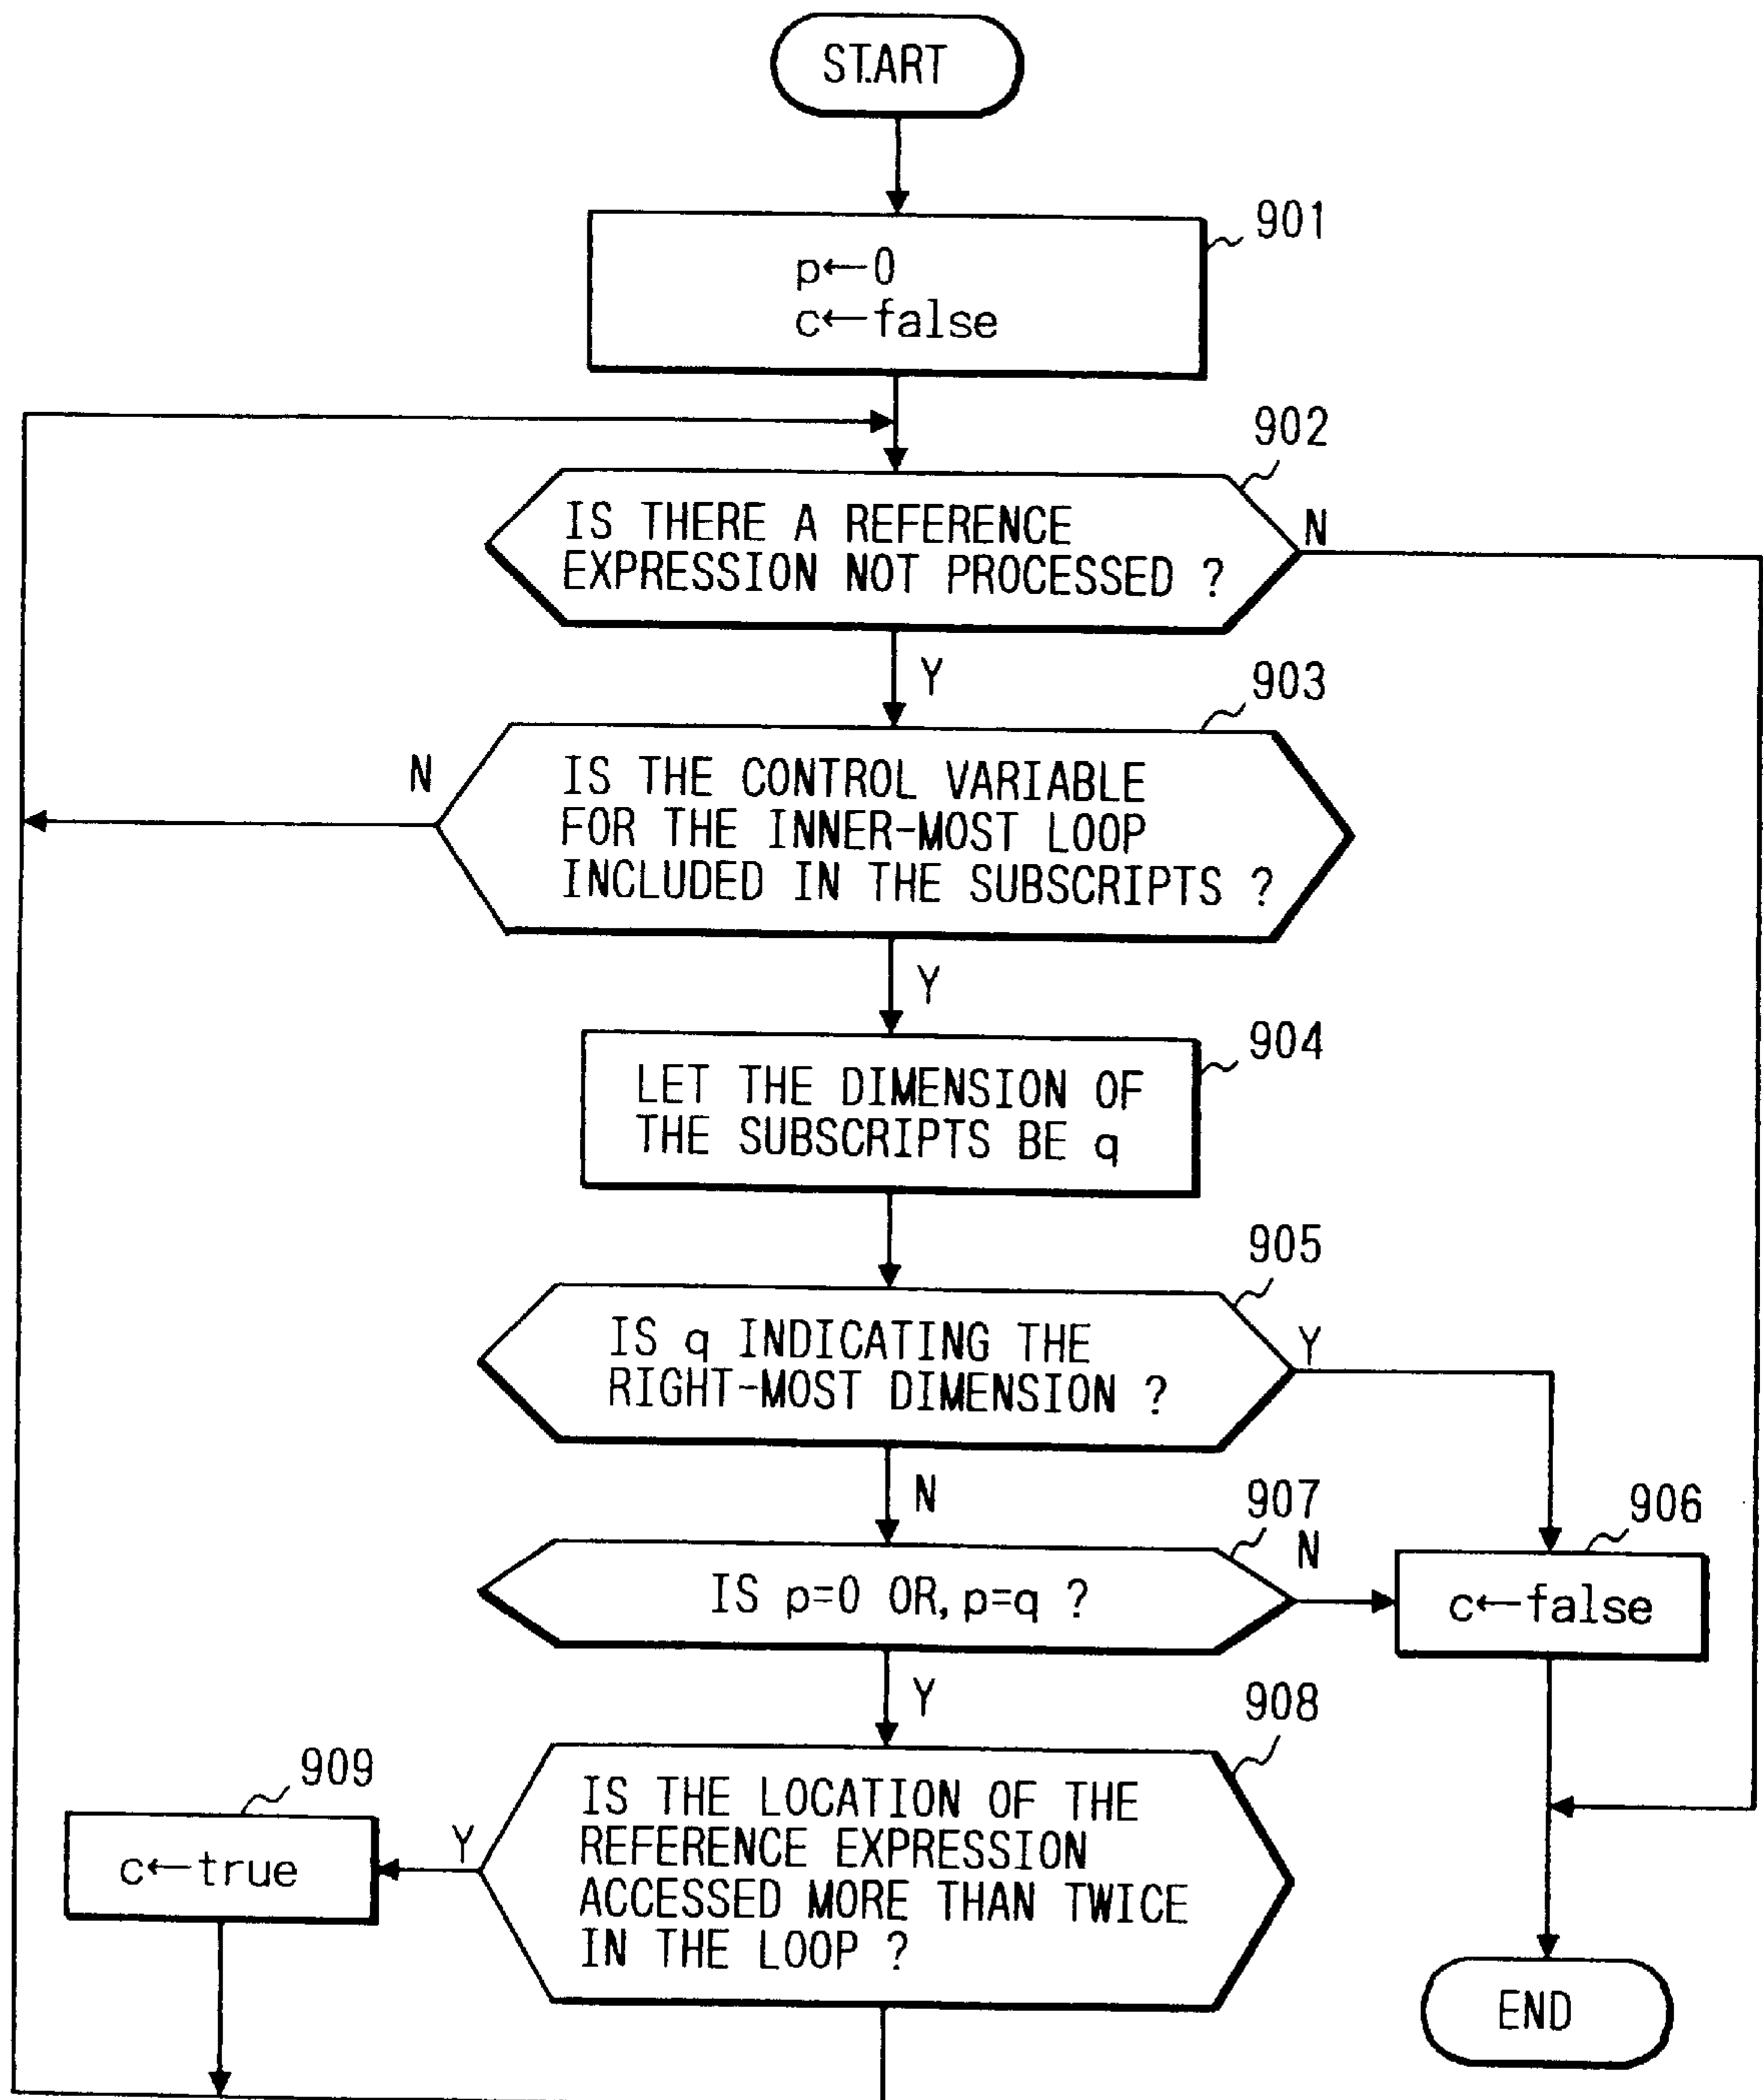 START
901
p←0
c←false
902
IS THERE A REFERENCE
EXPRESSION NOT PROCESSED ?
N
Y
903
N
IS THE CONTROL VARIABLE
FOR THE INNER-MOST LOOP
INCLUDED IN THE SUBSCRIPTS ?
Y
904
LET THE DIMENSION OF
THE SUBSCRIPTS BE q
905
IS q INDICATING THE
RIGHT-MOST DIMENSION ?
Y
N
907
906
IS p=0 OR, p=q ?
N
c←false
Y
908
909
IS THE LOCATION OF THE
REFERENCE EXPRESSION
ACCESSED MORE THAN TWICE
IN THE LOOP ?
Y
c←true
END